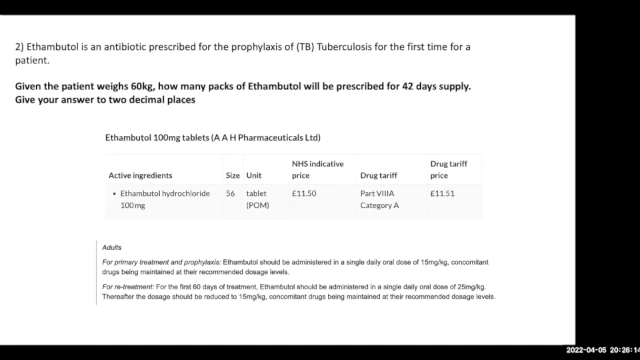 2) Ethambutol is an antibiotic prescribed for the prophylaxis of (TB) Tuberculosis for the first time for a
patient.
Given the patient weighs 60kg, how many packs of Ethambutol will be prescribed for 42 days supply.
Give your answer to two decimal places
Ethambutol 100mg tablets (A A H Pharmaceuticals Ltd)
NHS indicative Drug tariff
Active ingredients Size Unit price Drug tariff price
• Ethambutol hydrochloride 56 tablet £11.50 Part VIIIA £11.51
100mg (POM) Category A
Adults
For primary treatment and prophylaxis: Ethambutol should be administered in a single daily oral dose of 15mg/kg, concomitant
drugs being maintained at their recommended dosage levels.
For re-treatment: For the first 60 days of treatment, Ethambutol should be administered in a single daily oral dose of 25mg/kg.
Thereafter the dosage should be reduced to 15mg/kg, concomitant drugs being maintained at their recommended dosage levels.
2022-04-05 20:26:14